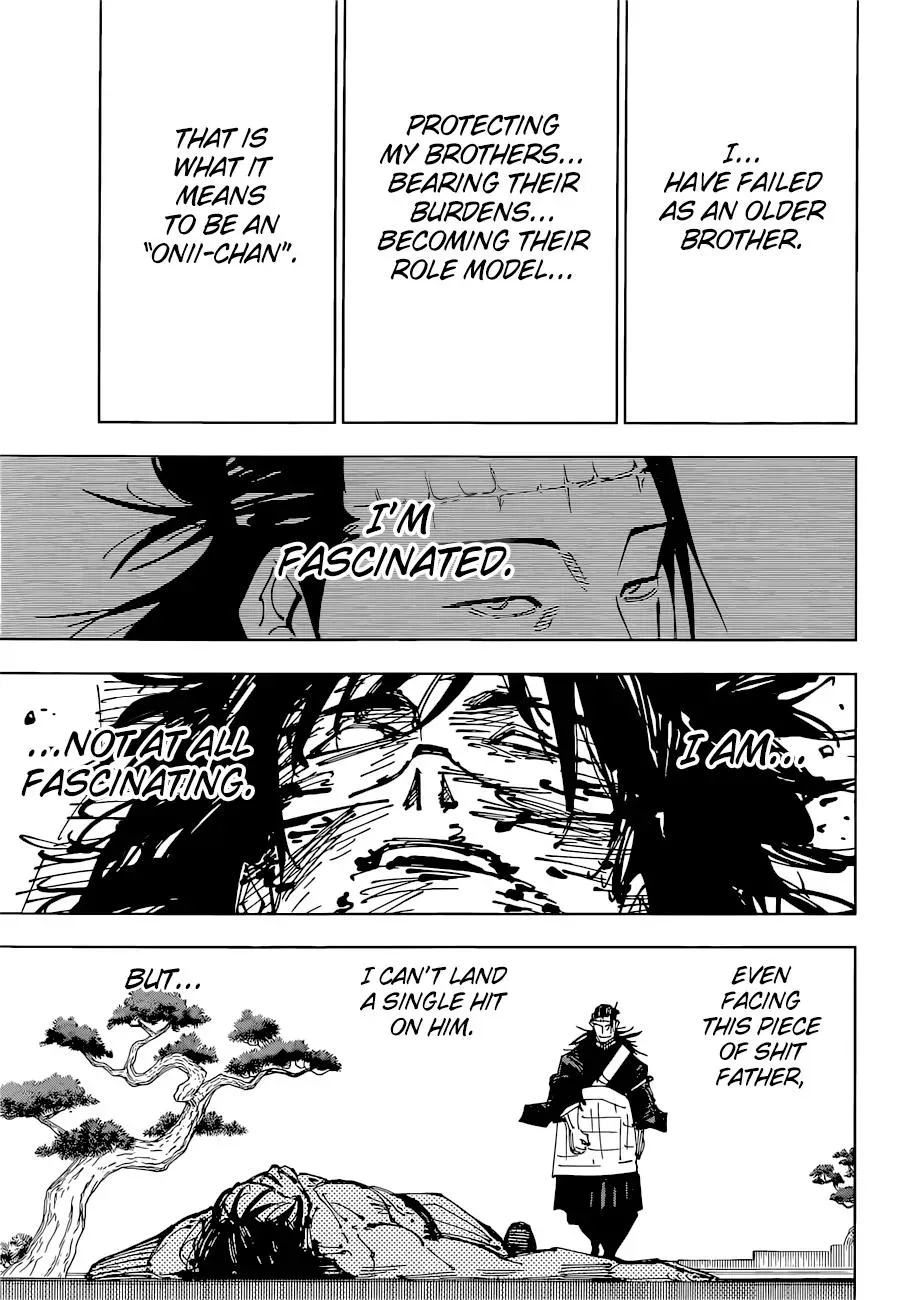 I...
HAVE FAILED
AS AN OLDER
BROTHER.
PROTECTING
MY BROTHERS...
BEARING THEIR
BURDENS...
BECOMING THEIR
ROLE MODEL...
THAT IS
WHAT IT
MEANS
TO BE AN
"ONII-CHAN".
I'M
FASCINATED.
I AM...
...NOT AT ALL
FASCINATING.
EVEN
FACING
THIS PIECE
OF SHIT
FATHER,
I CAN'T LAND
A SINGLE HIT
ON HIM.
BUT...